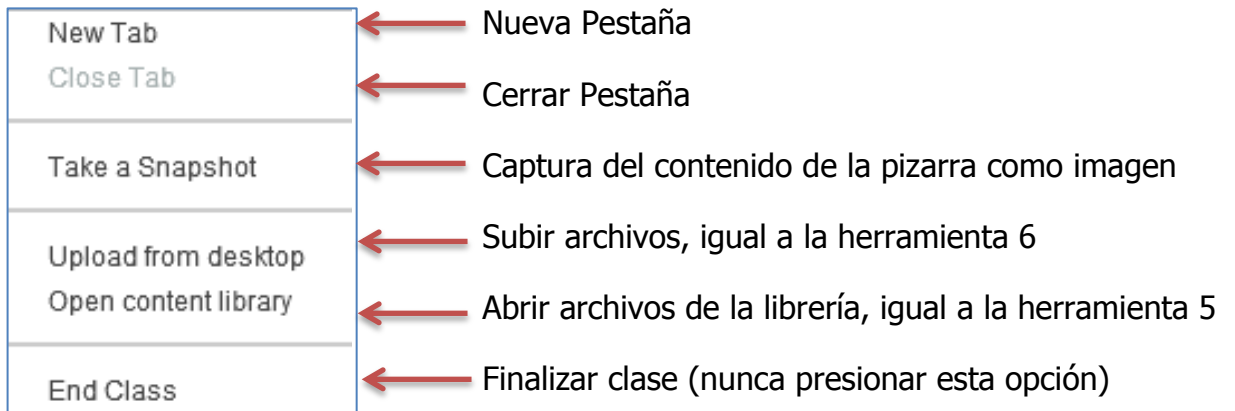 New Tab
Nueva Pestaña
Close Tab
Cerrar Pestaña
Take a Snapshot
Captura del contenido de la pizarra como imagen
Upload from desktop
Subir archivos, igual a la herramienta 6
Open content library
Abrir archivos de la librería, igual a la herramienta 5
End Class
Finalizar clase (nunca presionar esta opción)